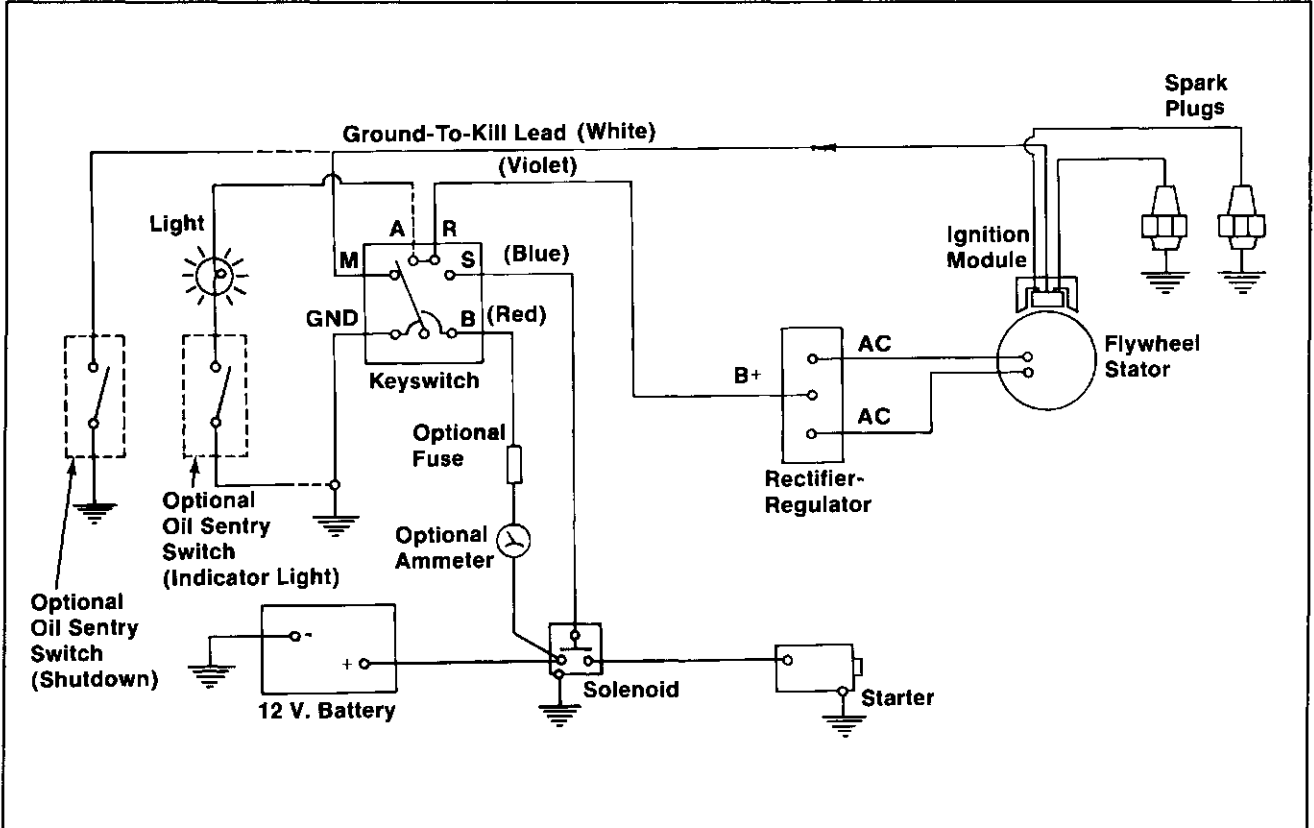 Spark
Plugs
Ground-To-Kill Lead (White)
(Violet)
Light
A
R
Ignition
Module
M
S
(Blue)
GND
B
(Red)
Keyswitch
AC
Flywheel
Stator
B+
AC
Optional
Fuse
Rectifier-
Regulator
Optional
Oil Sentry
Switch
(Indicator Light)
Optional
Ammeter
Optional
Oil Sentry
Switch
(Shutdown)
-
+
12 V. Battery
Solenoid
Starter